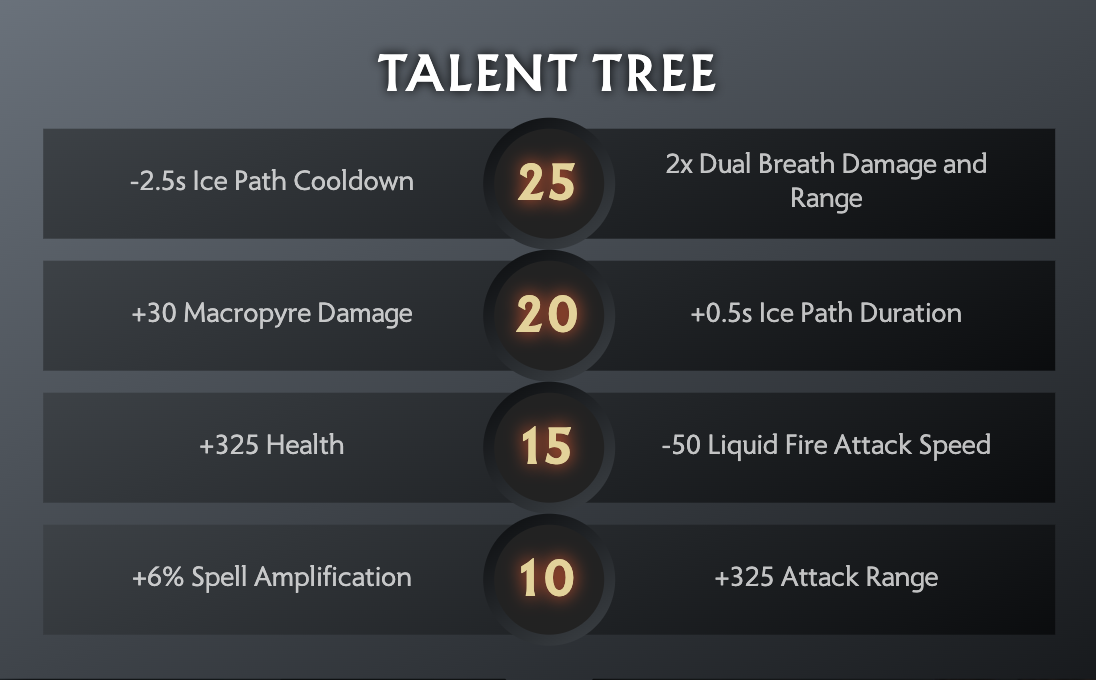 TALENT TREE
-2.5s Ice Path Cooldown
25
2x Dual Breath Damage and
Range
+30 Macropyre Damage
20
+0.5s Ice Path Duration
+325 Health
15
-50 Liquid Fire Attack Speed
+6% Spell Amplification
10
+325 Attack Range